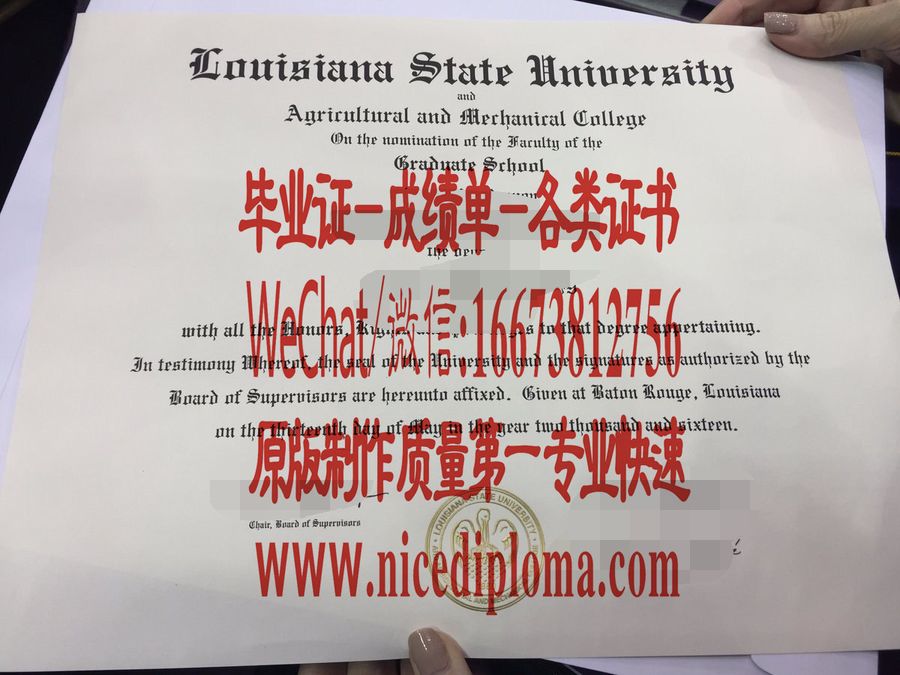 Louisiana State University
and
Agricultural and Mechanical College
On the nomination of the Faculty of the
Graduate School
毕业证－成绩单－各类证书
the
WeChat/微信:16673812756
with all the Honors, to that degree appertaining.
In testimony Whereof, the seal of the University and the signatures as authorized by the
Board of Supervisors are hereunto affixed. Given at Baton Rouge, Louisiana
on the thirteenth day of May in the year two thousand and sixteen.
原版制作质量第一专业快速
Chair, Board of Supervisors
LOUISIANA STATE UNIVERSITY
www.nicediploma.com